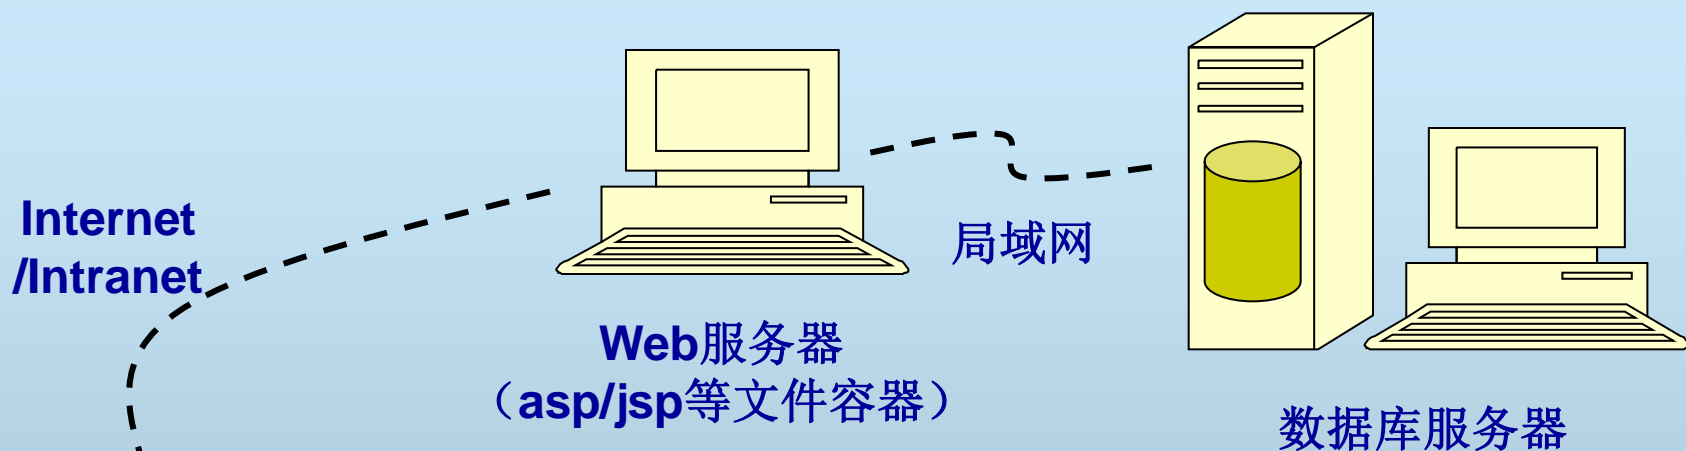 Internet
/Intranet
局域网
Web服务器
（asp/jsp等文件容器）
数据库服务器